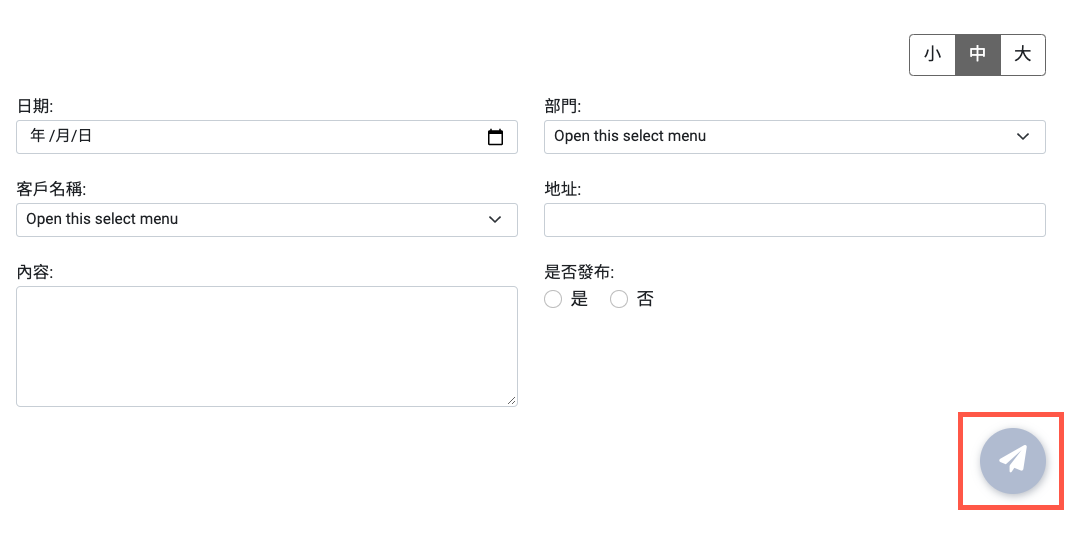 小 中 大
日期: 部門:
年 /月/日 Open this select menu
客戶名稱: 地址:
Open this select menu
內容: 是否發布:
是 否